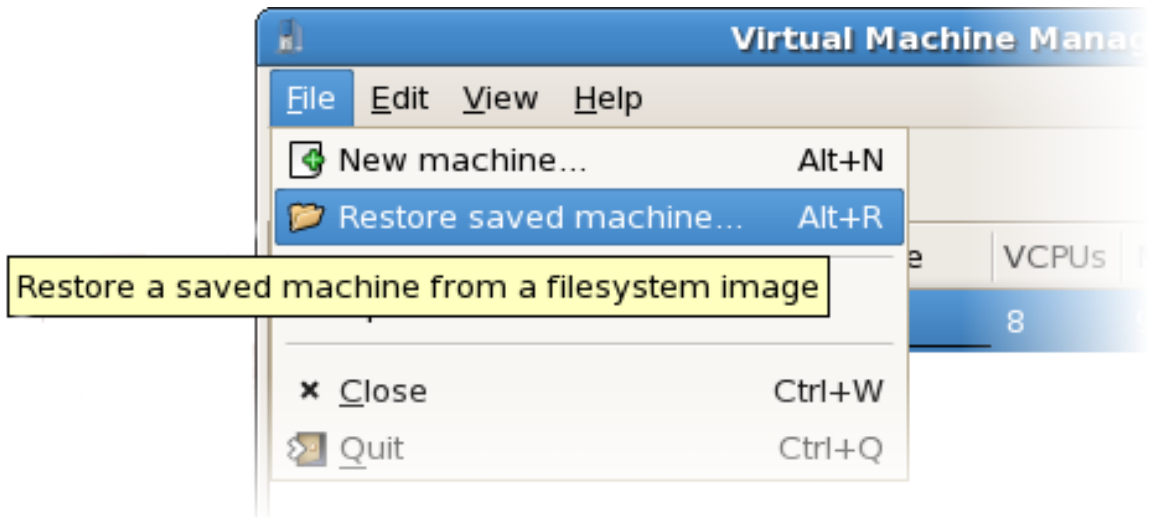 Virtual Machine Mana
File Edit View Help
New machine... Alt+N
Restore saved machine... Alt+R
e VCPUs
Restore a saved machine from a filesystem image
8
Close Ctrl+W
Quit Ctrl+Q